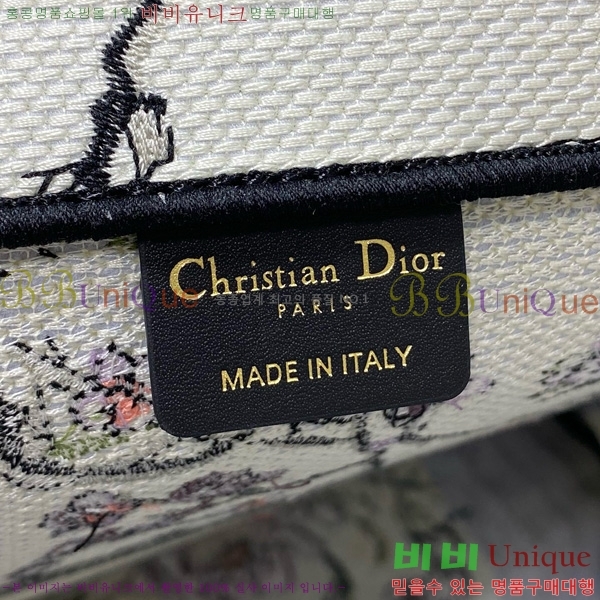 홍콩명품쇼핑몰 1위 비비유니크 명품구매대행
Christian Dior
PARIS
BBUniQue
BBUniQue
MADE IN ITALY
비비 Unique
믿을수 있는 명품구매대행